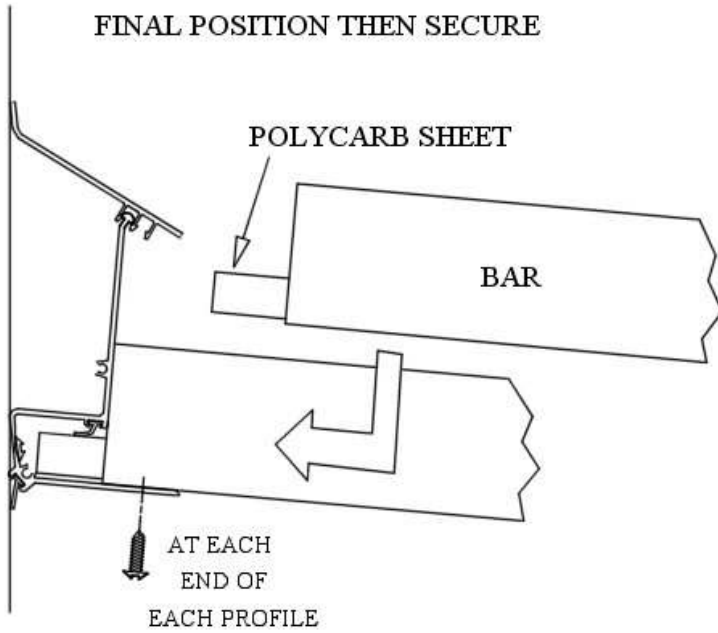 FINAL POSITION THEN SECURE
POLYCARB SHEET
BAR
AT EACH
END OF
EACH PROFILE